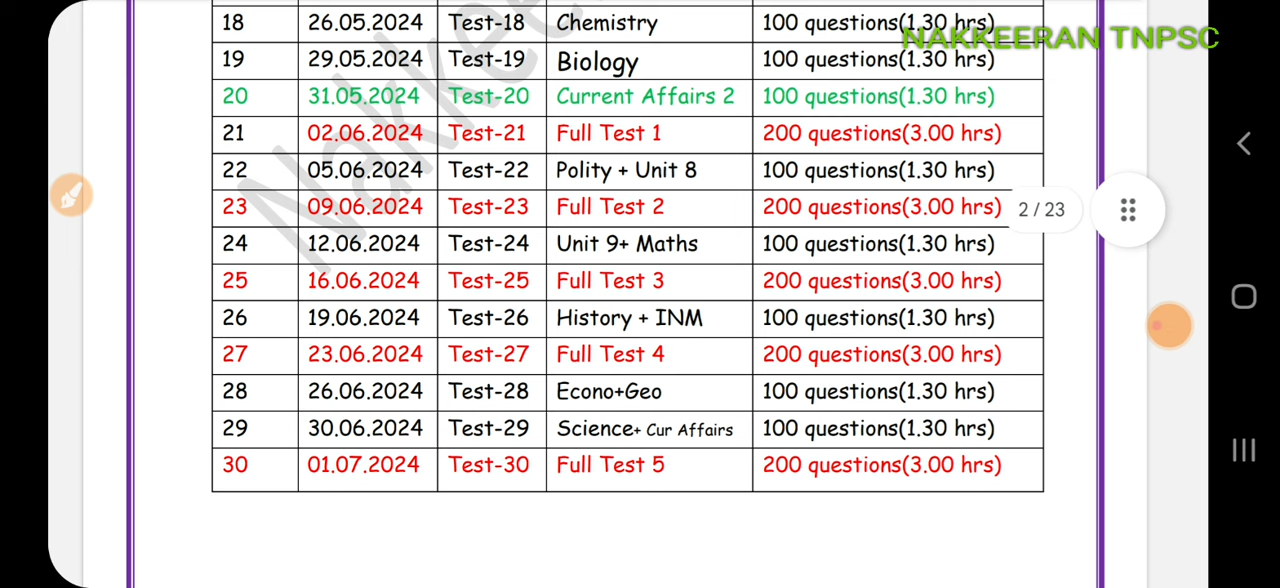 18 26.05.2024 Test-18 Chemistry 100 questions(1.30 hrs)
NAKKEERAN TNPSC
19 29.05.2024 Test-19 Biology 100 questions(1.30 hrs)
20 31.05.2024 Test-20 Current Affairs 2 100 questions(1.30 hrs)
21 02.06.2024 Test-21 Full Test 1 200 questions(3.00 hrs)
22 05.06.2024 Test-22 Polity + Unit 8 100 questions(1.30 hrs)
23 09.06.2024 Test-23 Full Test 2 200 questions(3.00 hrs)
2 / 23
24 12.06.2024 Test-24 Unit 9+ Maths 100 questions(1.30 hrs)
25 16.06.2024 Test-25 Full Test 3 200 questions(3.00 hrs)
26 19.06.2024 Test-26 History + INM 100 questions(1.30 hrs)
27 23.06.2024 Test-27 Full Test 4 200 questions(3.00 hrs)
28 26.06.2024 Test-28 Econo+Geo 100 questions(1.30 hrs)
29 30.06.2024 Test-29 Science+ Cur Affairs 100 questions(1.30 hrs)
30 01.07.2024 Test-30 Full Test 5 200 questions(3.00 hrs)
Nakkee